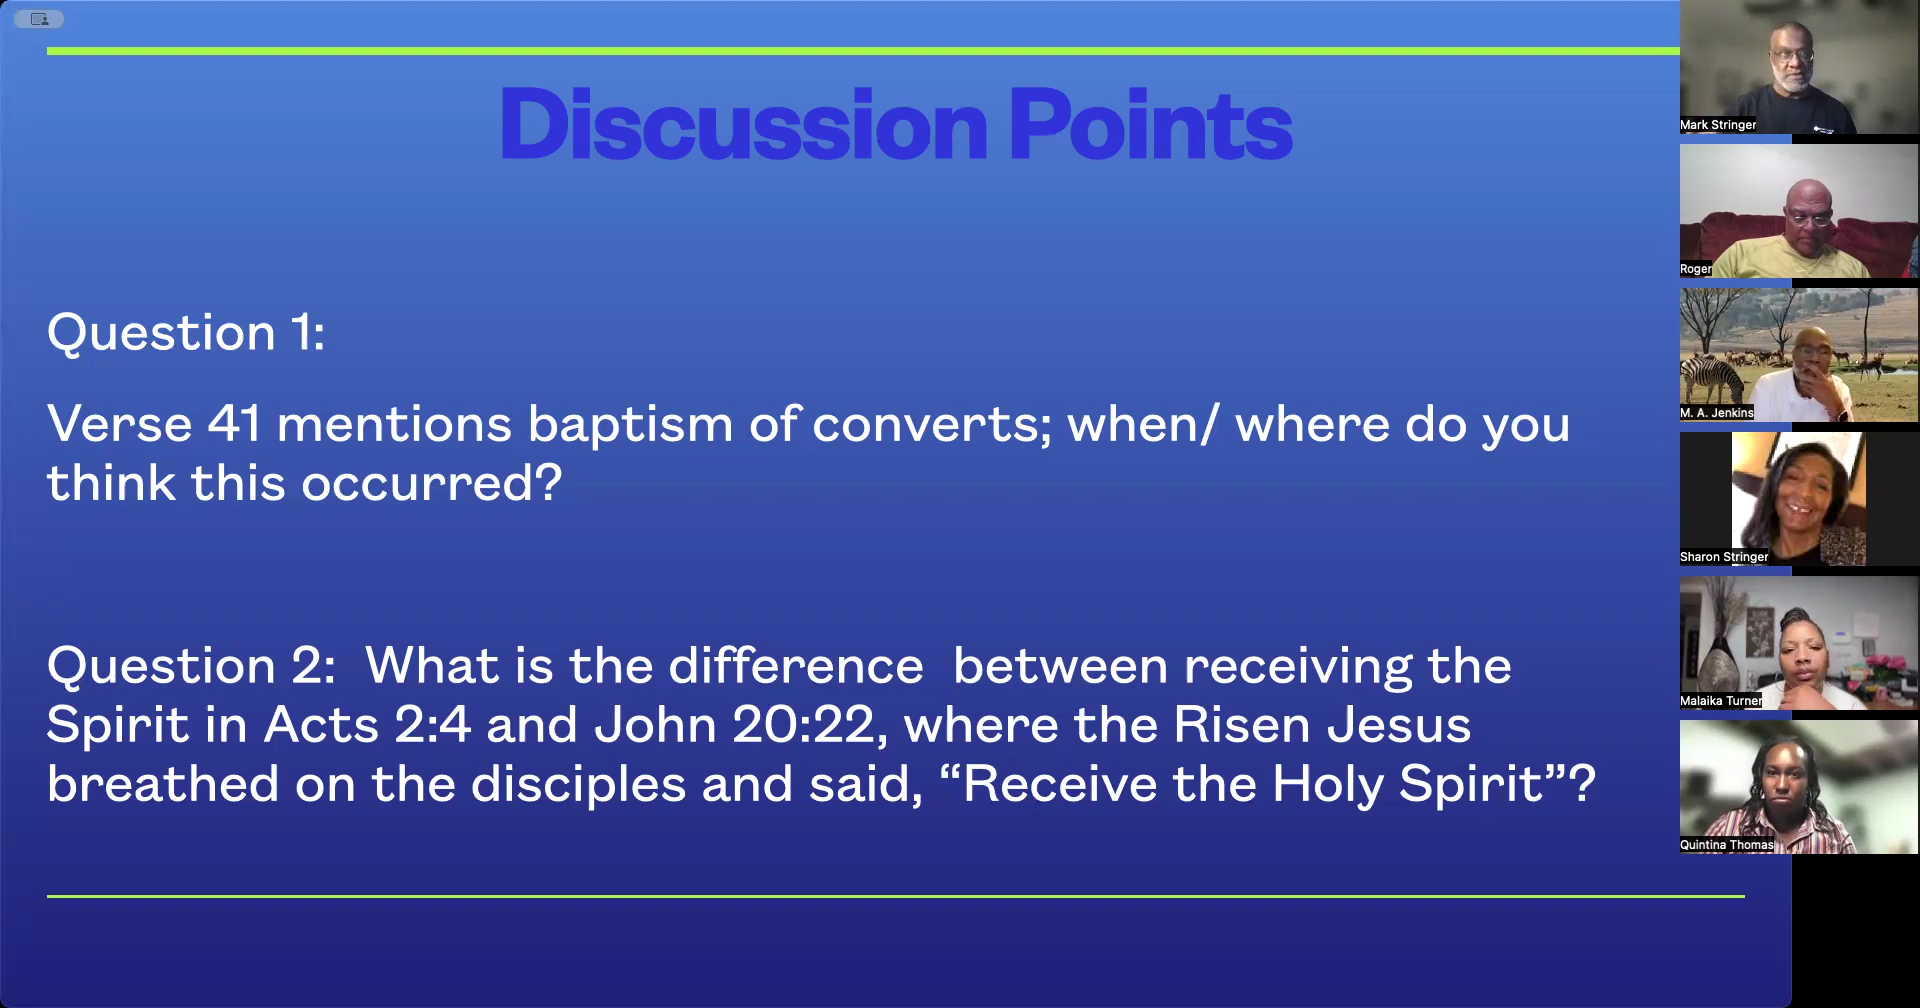 Discussion Points
Question 1:
Verse 41 mentions baptism of converts; when/ where do you
think this occurred?
Question 2:  What is the difference  between receiving the
Spirit in Acts 2:4 and John 20:22, where the Risen Jesus
breathed on the disciples and said, “Receive the Holy Spirit”?
Mark Stringer
Roger
M. A. Jenkins
Sharon Stringer
Malaika Turner
Quintina Thomas